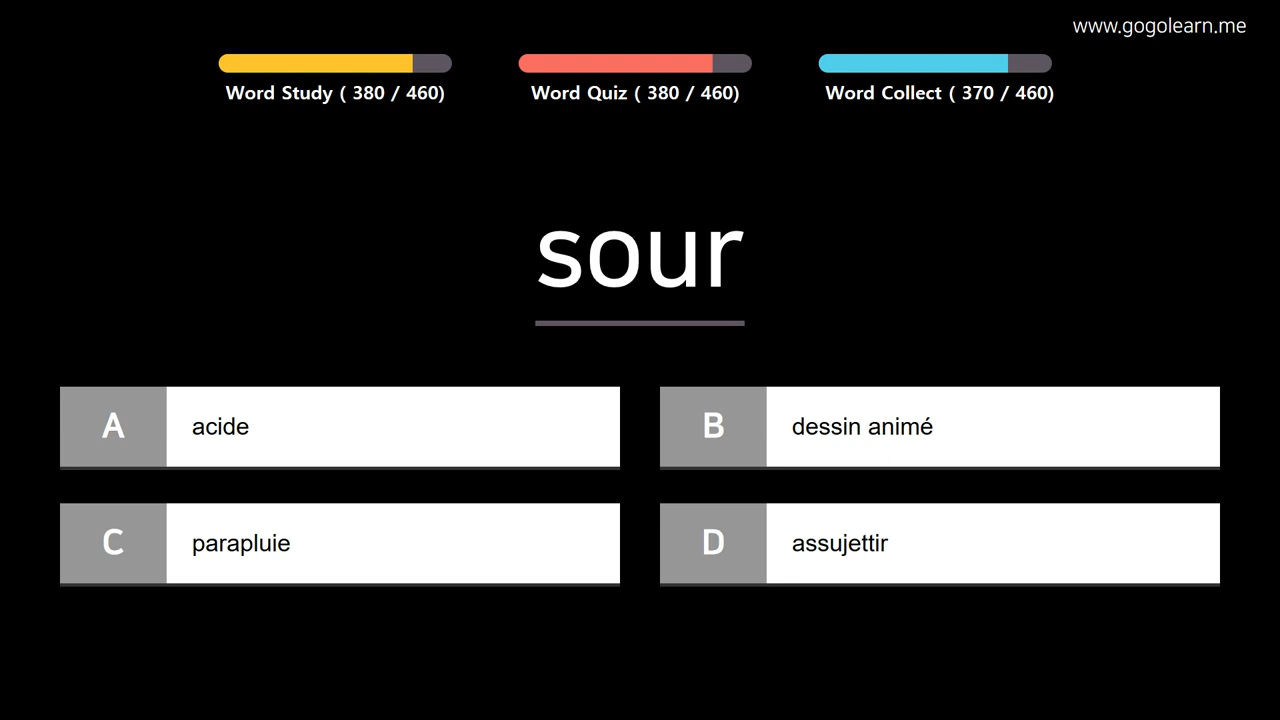 www.gogolearn.me
Word Study ( 380 / 460)
Word Quiz ( 380 / 460)
Word Collect ( 370 / 460)
sour
A acide
B dessin animé
C parapluie
D assujettir